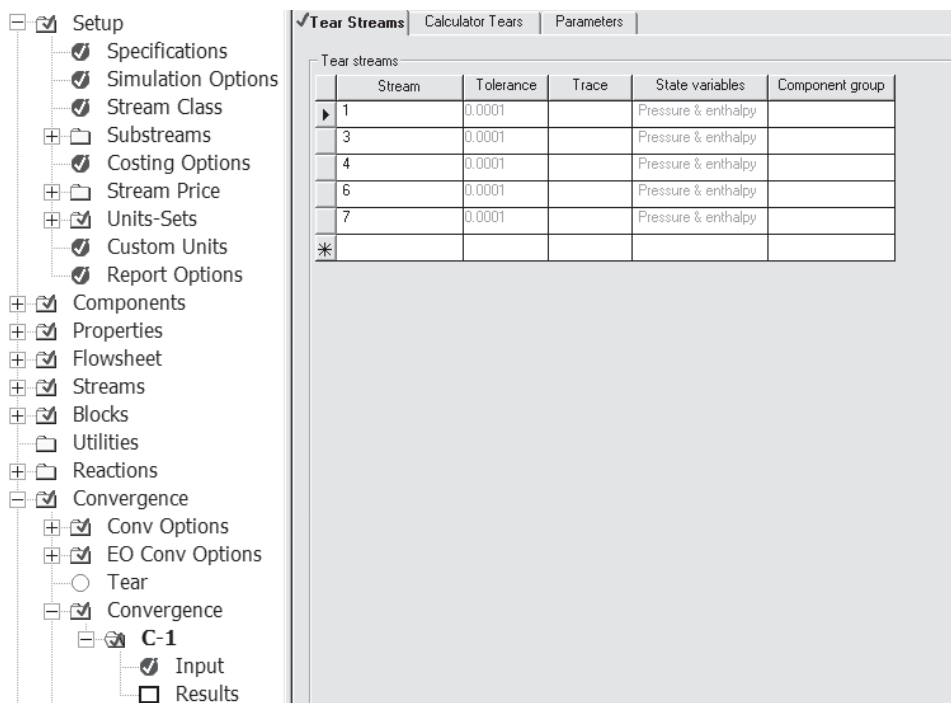 Setup
Specifications
Simulation Options
Stream Class
Substreams
Costing Options
Stream Price
Units-Sets
Custom Units
Report Options
Components
Properties
Flowsheet
Streams
Blocks
Utilities
Reactions
Convergence
Conv Options
EO Conv Options
Tear
Convergence
C-1
Input
Results
Tear Streams Calculator Tears Parameters
Tear streams
Stream Tolerance Trace State variables Component group
1 0.0001 Pressure & enthalpy
3 0.0001 Pressure & enthalpy
4 0.0001 Pressure & enthalpy
6 0.0001 Pressure & enthalpy
7 0.0001 Pressure & enthalpy